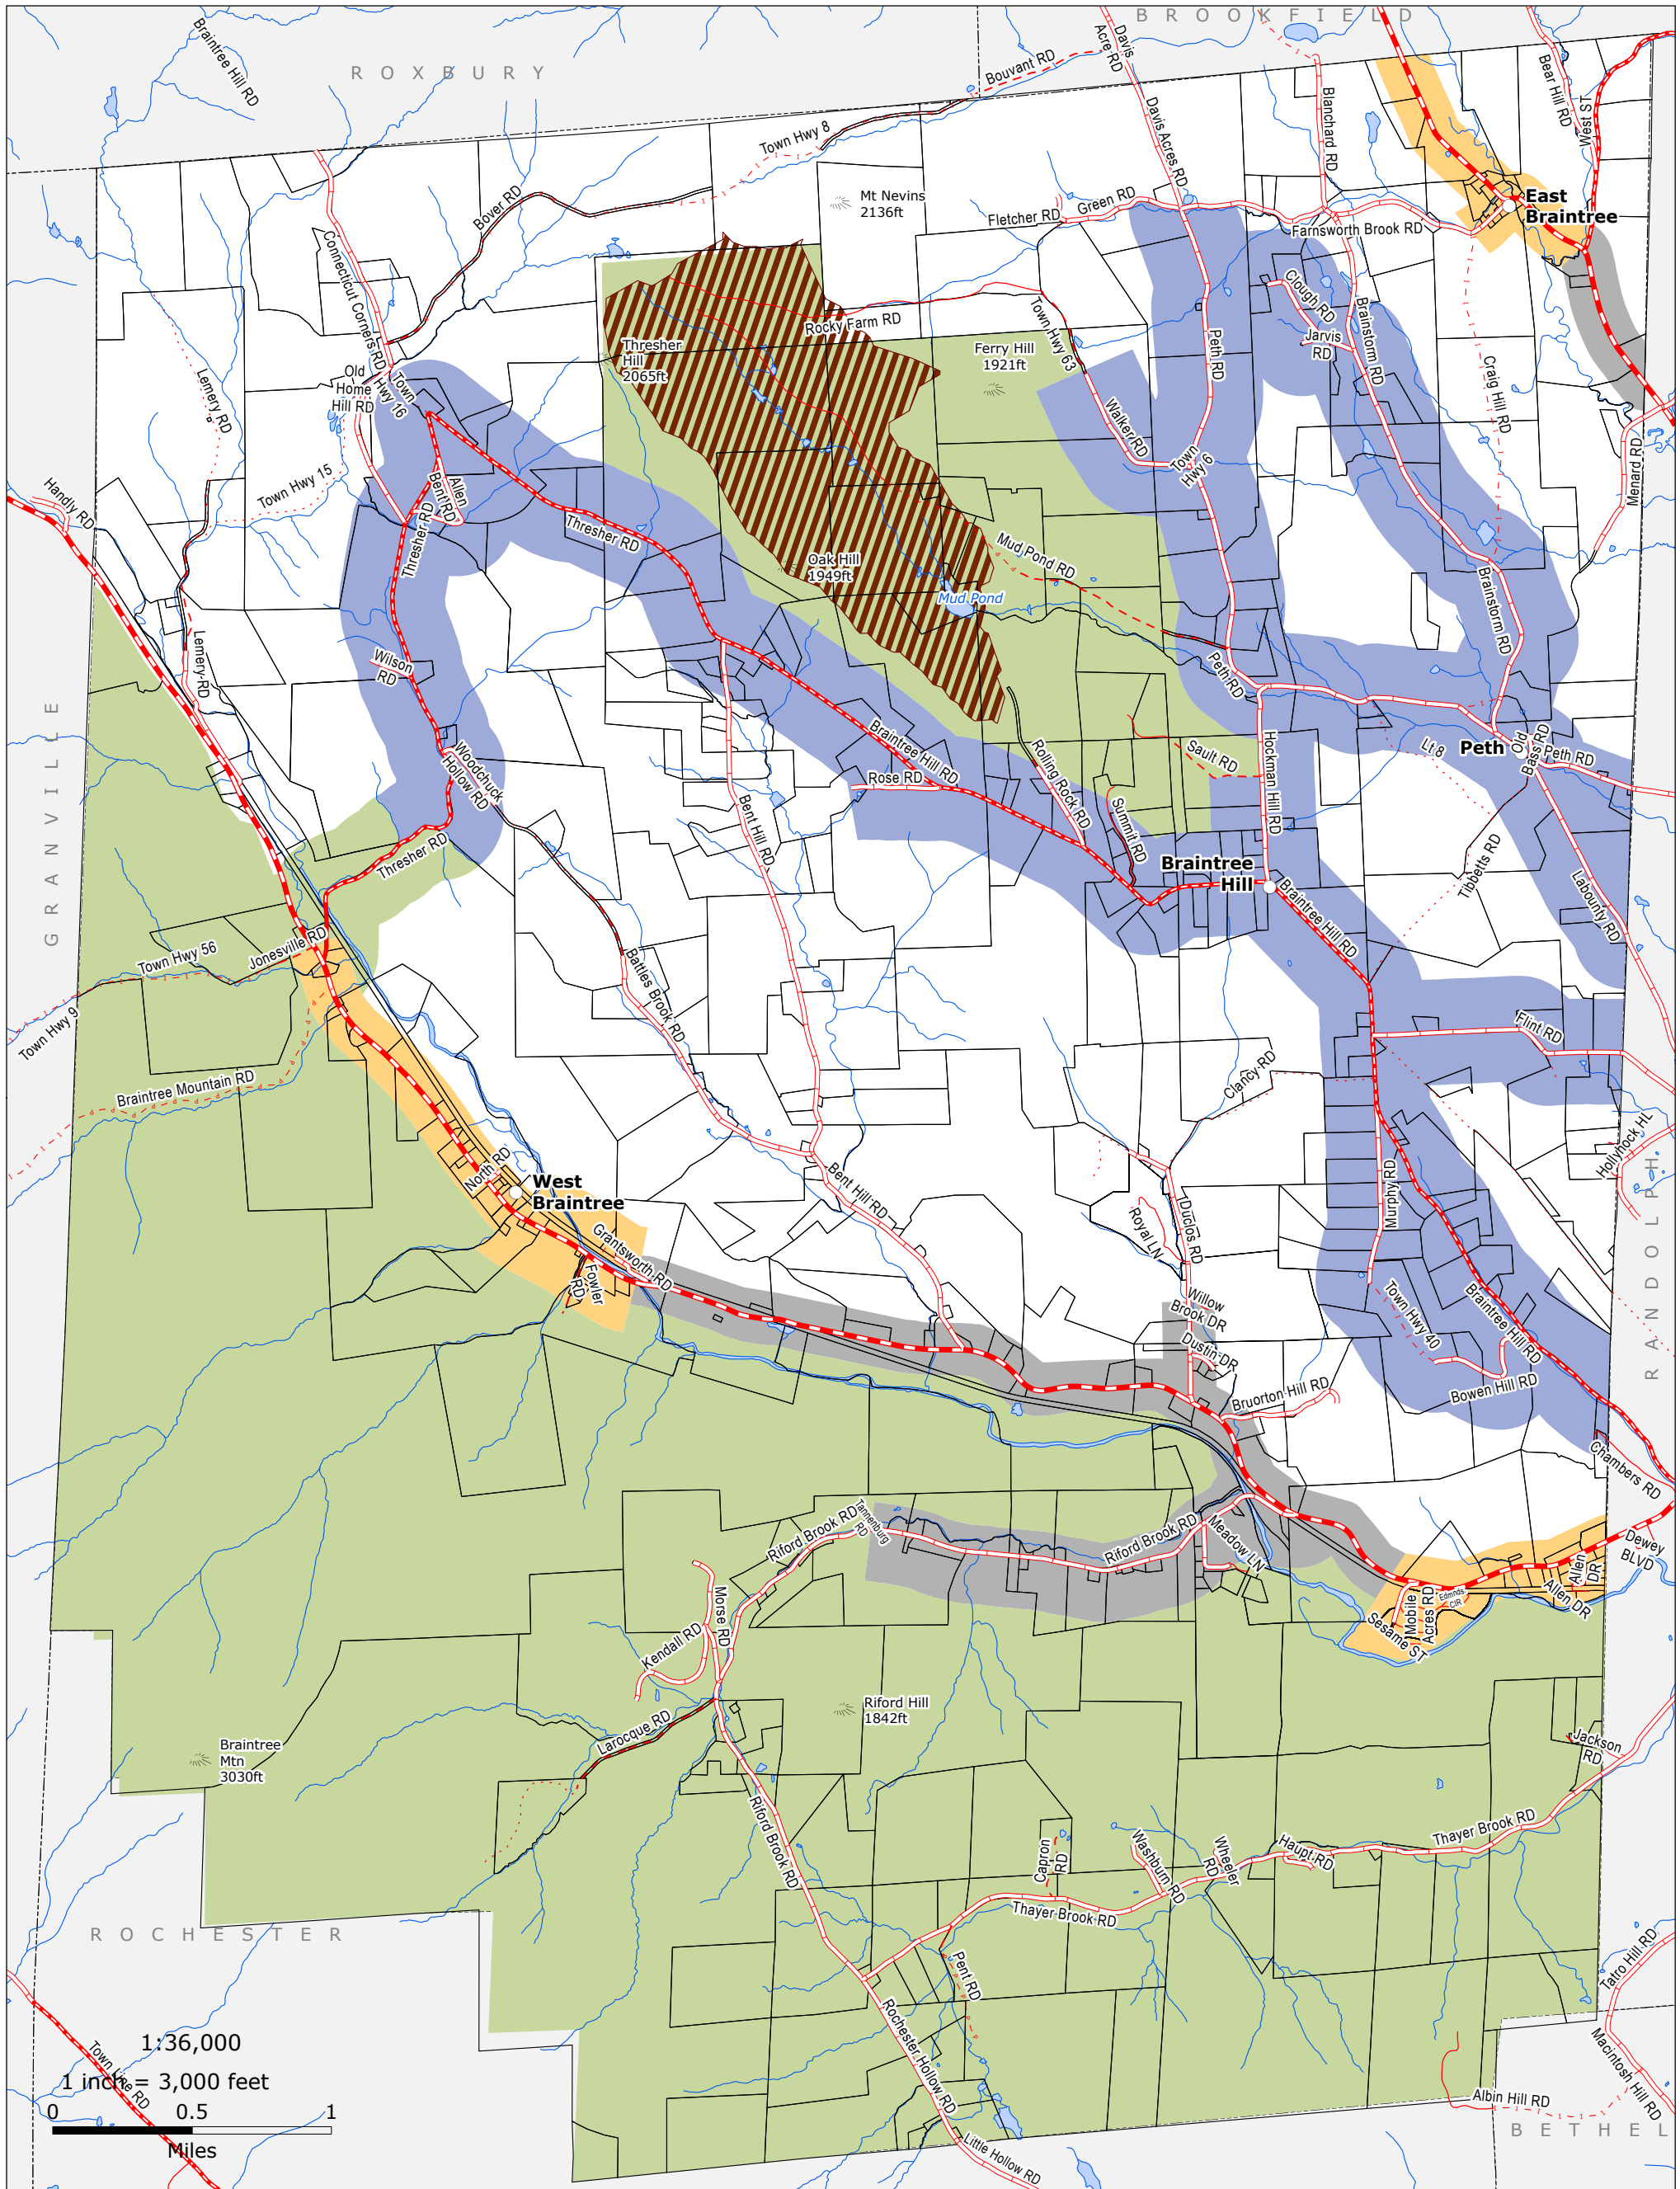 BROOKFIELD
Braintree Hill RD
ROXBURY
Bouvant RD
Davis
Acre RD
Bear Hill RD
West ST
Blanchard RD
Davis Acres RD
Town Hwy 8
Bover RD
Mt Nevins
2136ft
Fletcher RD
Green RD
East
Braintree
Farnsworth Brook RD
Connecticut Corners RD
Clough RD
Jarvis
RD
Brainstorm RD
Rocky Farm RD
Town Hwy 63
Peth RD
Thresher
Hill
2065ft
Ferry Hill
1921ft
Craig Hill RD
Old
Home
Hill RD
Town
Hwy 16
Lemery RD
Walker RD
Town
Hwy 6
Menard RD
Town Hwy 15
Allen
Bent RD
Handly RD
Thresher RD
Thresher RD
Mud Pond RD
Oak Hill
1949ft
Mud Pond
Brainstorm RD
Lemery RD
Wilson
RD
Peth RD
GRANVILLE
Woodchuck
Hollow RD
Braintree Hill RD
Rose RD
Rolling Rock RD
Sault RD
Hockman Hill RD
Lt 8
Peth
Old
Bass RD
Peth RD
Bent Hill RD
Summit RD
Thresher RD
Braintree
Hill
Tibbetts RD
Labounty RD
Braintree Hill RD
Town Hwy 56
Jonesville RD
Battles Brook RD
Town Hwy 9
Flint RD
Braintree Mountain RD
Clancy RD
Hollyhock HL
North RD
West
Braintree
Bent Hill RD
Murphy RD
RANDOLPH
Royal LN
Duclos RD
Grantsworth RD
Fowler
RD
Willow
Brook DR
Town Hwy 40
Braintree Hill RD
Dustin DR
Bruorton Hill RD
Bowen Hill RD
Chambers RD
Tannenburg
RD
Riford Brook RD
Riford Brook RD
Meadow LN
Dewey
BLVD
Allen
DR
Allen DR
Edmnds
CIR
Mobile
Acres RD
Sesame ST
Morse RD
Kendall RD
Larocque RD
Riford Hill
1842ft
Braintree
Mtn
3030ft
Jackson
RD
Riford Brook RD
Capron
RD
Washburn RD
Wheeler
RD
Haupt RD
Thayer Brook RD
Thayer Brook RD
ROCHESTER
Pent RD
Tatro Hill RD
Rochester Hollow RD
Macintosh Hill RD
1:36,000
Town Line RD
1 inch = 3,000 feet
0 0.5 1
Miles
Albin Hill RD
BETHEL
Little Hollow RD